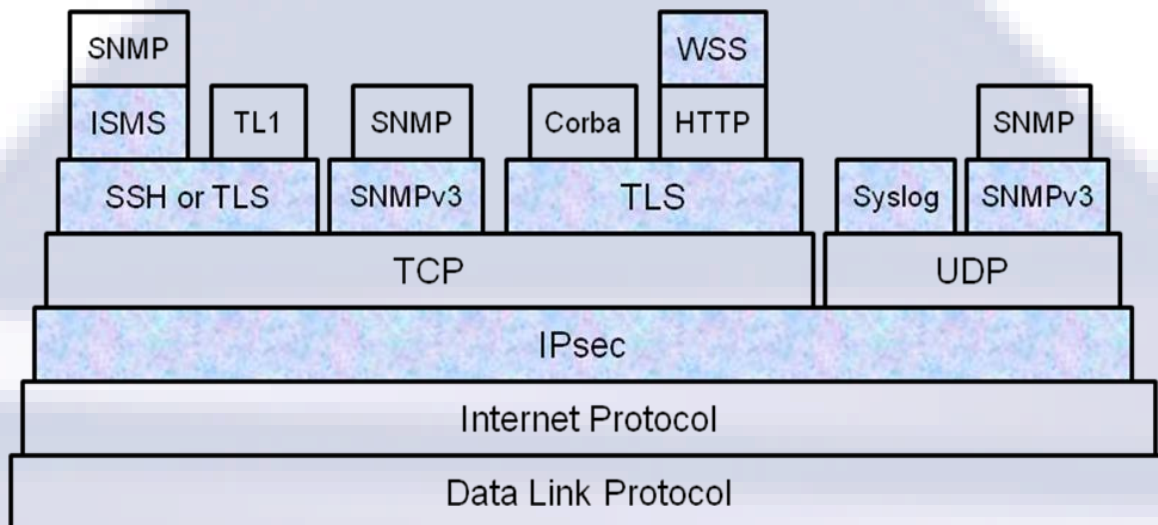 SNMP
WSS
ISMS
TL1
SNMP
Corba
HTTP
SNMP
SSH or TLS
SNMPv3
TLS
Syslog
SNMPv3
TCP
UDP
IPsec
Internet Protocol
Data Link Protocol